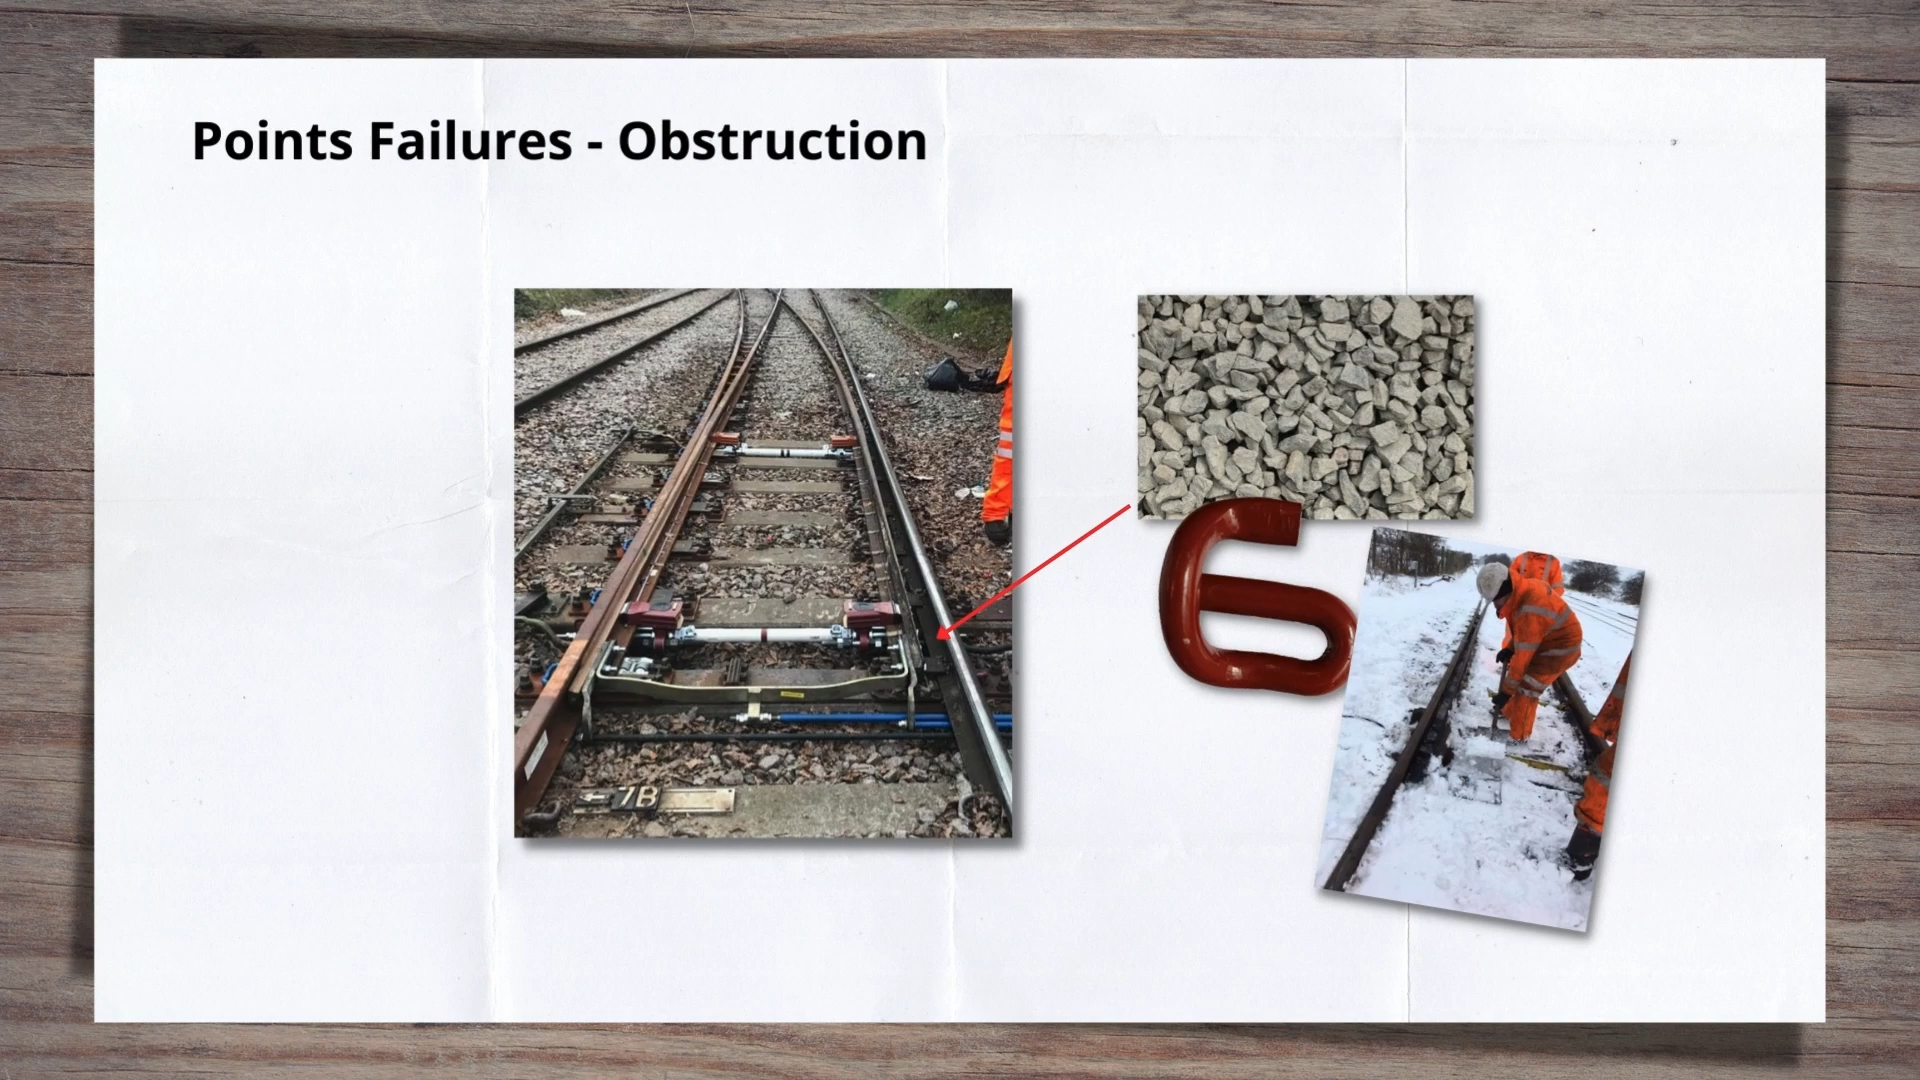 Points Failures - Obstruction
← 7B